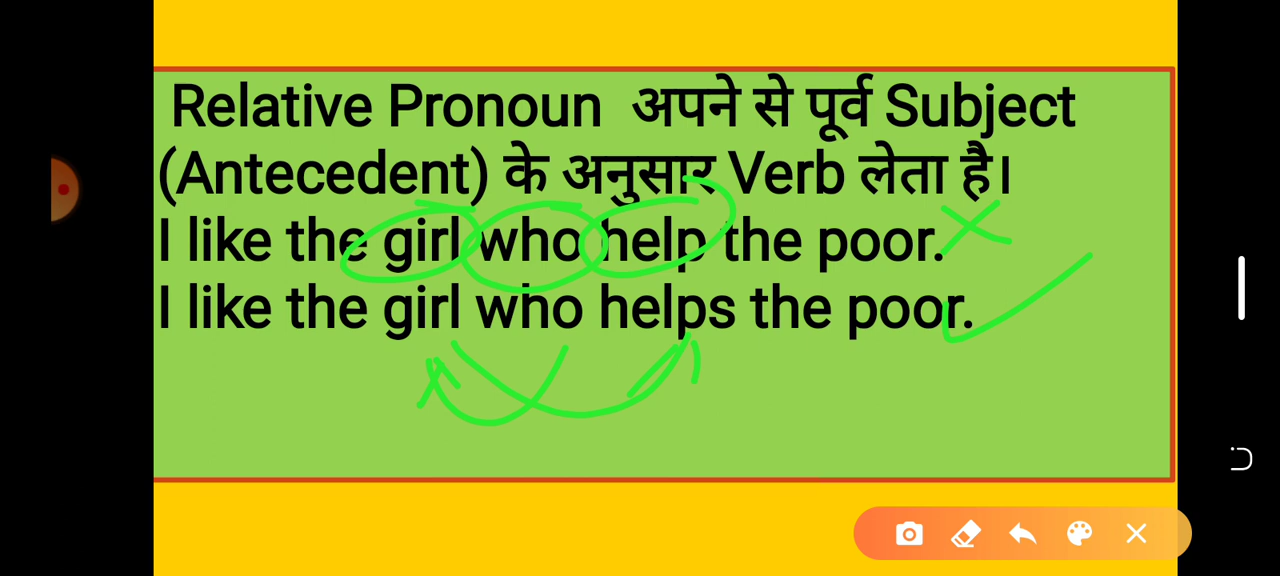 Relative Pronoun अपने से पूर्व Subject
(Antecedent) के अनुसार Verb लेता है।
I like the girl who help the poor.
I like the girl who helps the poor.